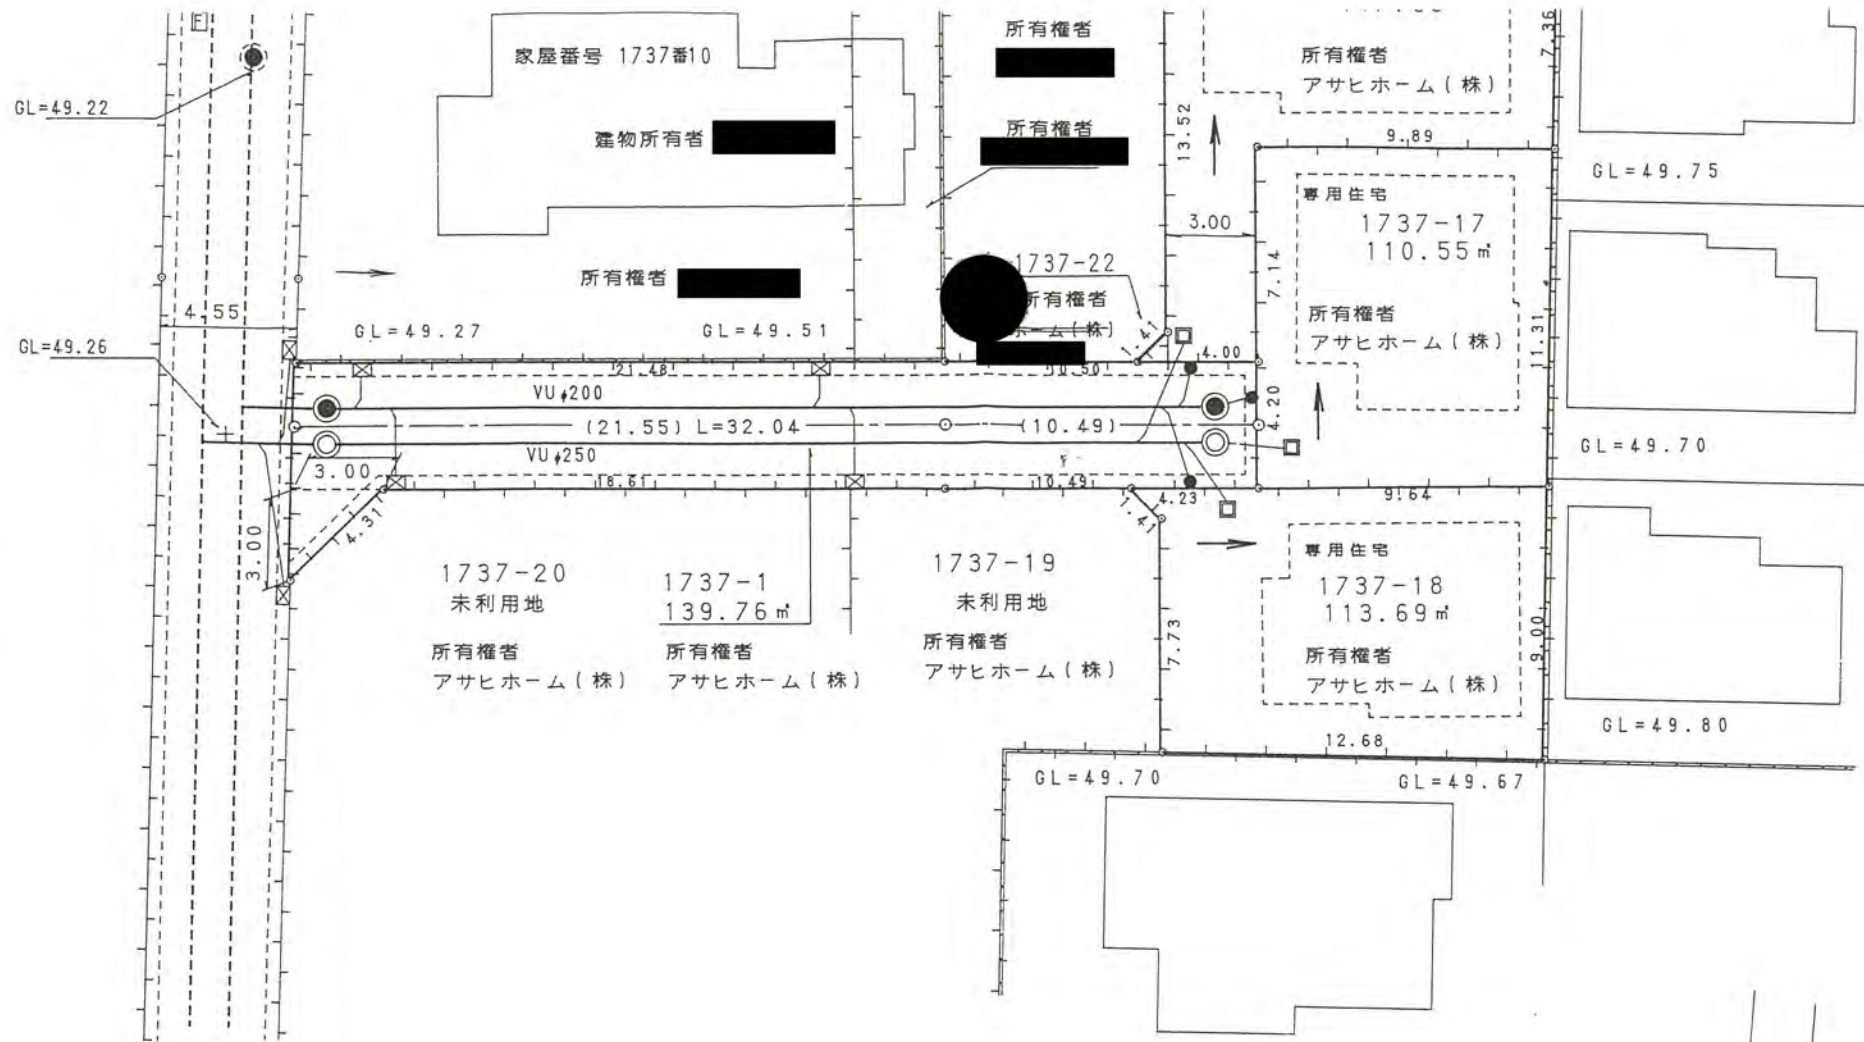 F
GL=49.22
家屋番号 1737番10
建物所有者
所有権者
所有権者
所有権者
アサヒホーム(株)
7.36
13.52
9.89
GL=49.75
専用住宅
1737-17
110.55㎡
3.00
所有権者
1737-22
所有権者
ホーム(株)
7.14
所有権者
アサヒホーム(株)
11.31
4.55
GL=49.27
GL=49.51
GL=49.26
1.41
4.00
21.48
10.50
VUφ200
4.20
(21.55) L=32.04
(10.49)
GL=49.70
VUφ250
3.00
18.61
10.49
4.23
9.64
4.31
1.41
3.00
1737-20
未利用地
1737-1
139.76㎡
1737-19
未利用地
専用住宅
1737-18
113.69㎡
7.73
9.00
所有権者
アサヒホーム(株)
所有権者
アサヒホーム(株)
所有権者
アサヒホーム(株)
所有権者
アサヒホーム(株)
GL=49.80
12.68
GL=49.70
GL=49.67